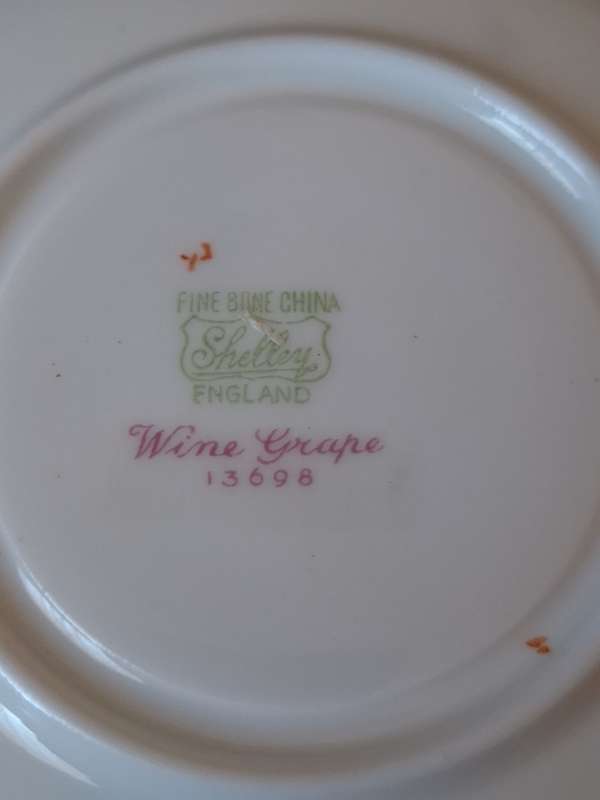 FINE BONE CHINA
Shelley
ENGLAND
Wine Grape
13698